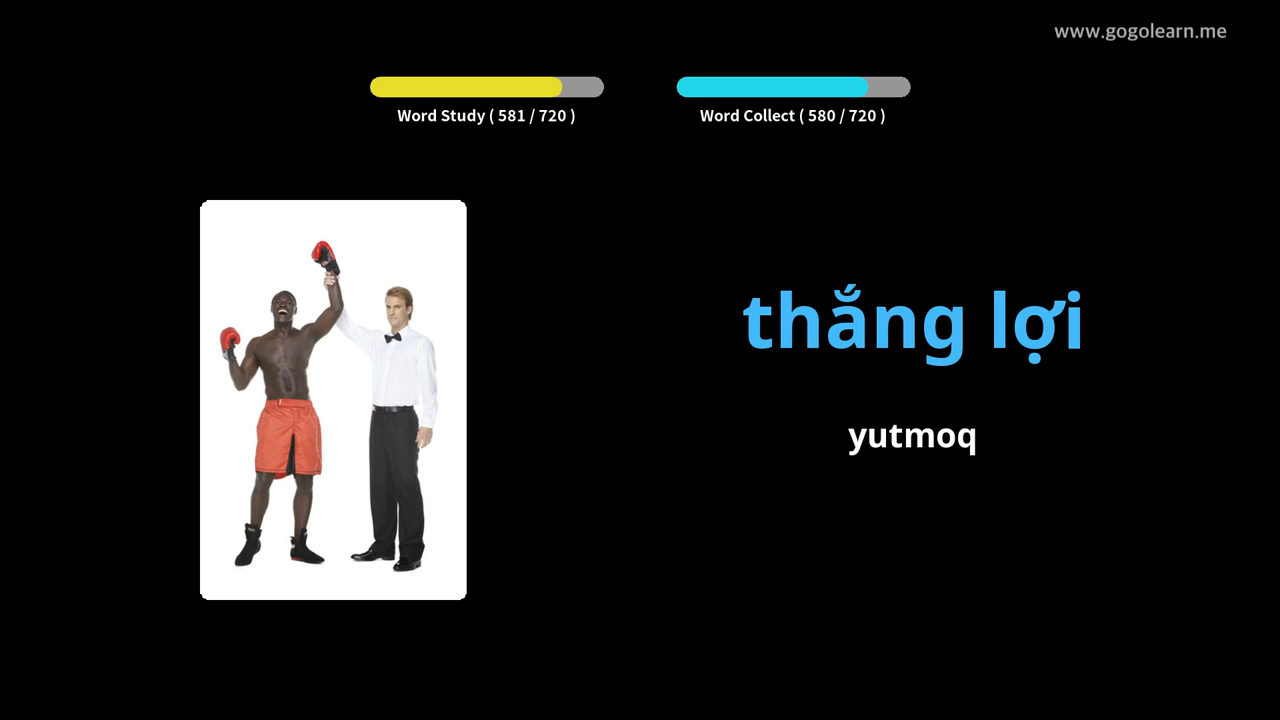 www.gogolearn.me
Word Study ( 581 / 720 )
Word Collect ( 580 / 720 )
thắng lợi
yutmoq